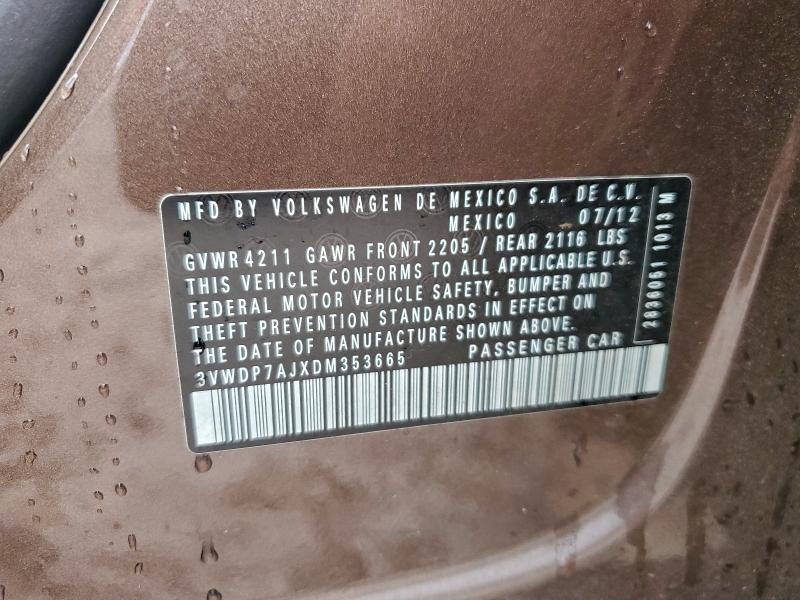 MFD BY VOLKSWAGEN DE MEXICO S.A. DE C.V.
MEXICO 07/12
GVWR 4211 GAWR FRONT 2205 / REAR 2116 LBS
THIS VEHICLE CONFORMS TO ALL APPLICABLE U.S.
FEDERAL MOTOR VEHICLE SAFETY, BUMPER AND
THEFT PREVENTION STANDARDS IN EFFECT ON
THE DATE OF MANUFACTURE SHOWN ABOVE.
3VWDP7AJXDM353665 PASSENGER CAR
1013 M